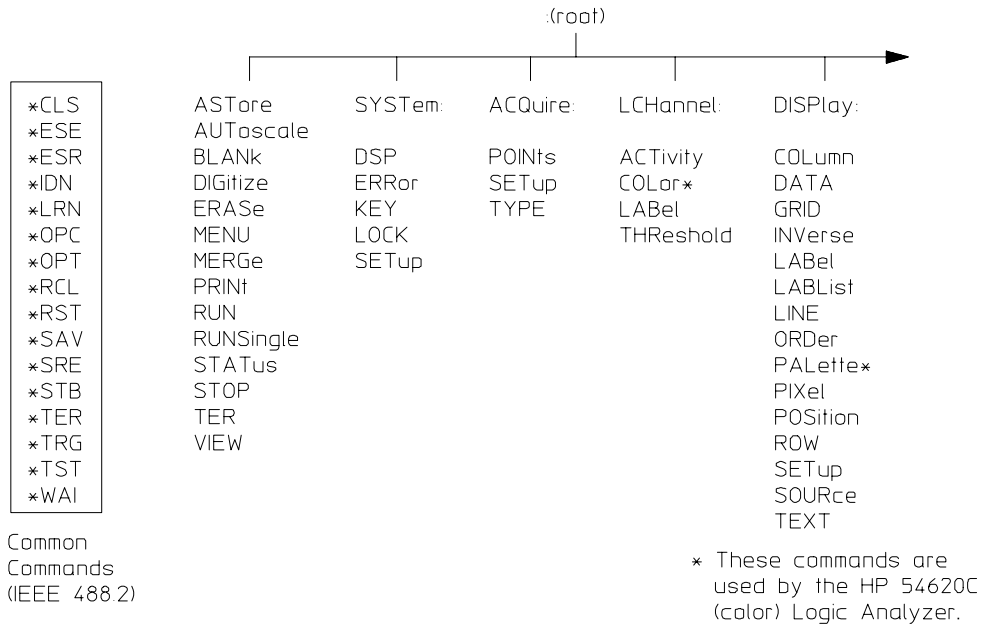 :(root)
*CLS
*ESE
*ESR
*IDN
*LRN
*OPC
*OPT
*RCL
*RST
*SAV
*SRE
*STB
*TER
*TRG
*TST
*WAI
Common
Commands
(IEEE 488.2)
ASTore
AUToscale
BLANk
DIGitize
ERASe
MENU
MERGe
PRINt
RUN
RUNSingle
STATus
STOP
TER
VIEW
SYSTem:
DSP
ERRor
KEY
LOCK
SETup
ACQuire:
POINts
SETup
TYPE
LCHannel:
ACTivity
COLor*
LABel
THReshold
DISPlay:
COLumn
DATA
GRID
INVerse
LABel
LABList
LINE
ORDer
PALette*
PIXel
POSition
ROW
SETup
SOURce
TEXT
* These commands are
used by the HP 54620C
(color) Logic Analyzer.